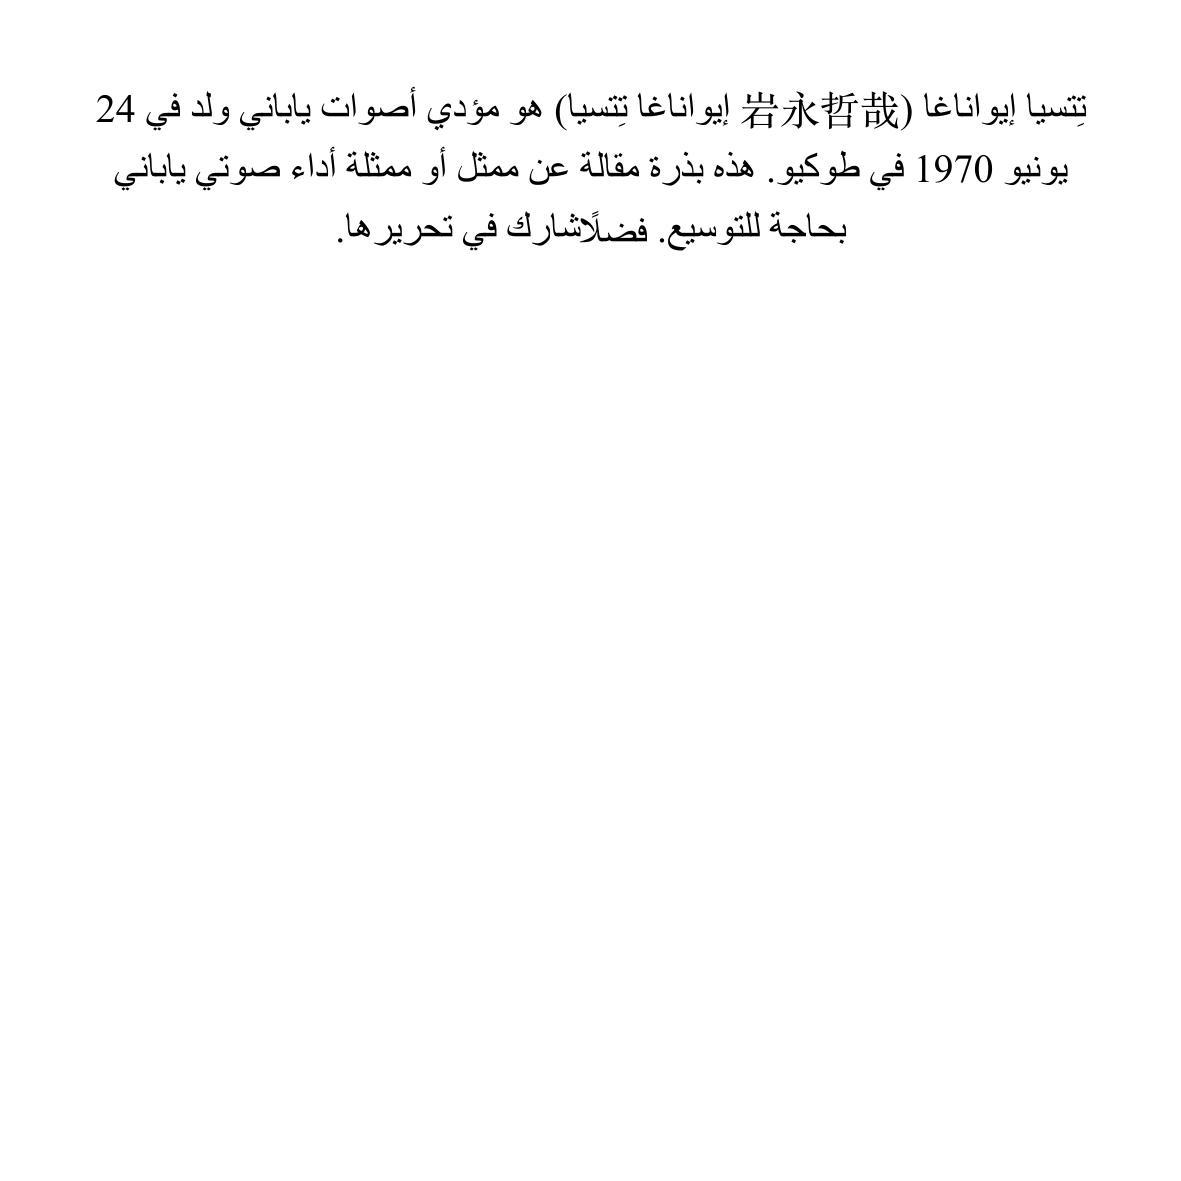 تِتسيا إيواناغا (岩永哲哉 إيواناغا تِتسيا) هو مؤدي أصوات ياباني ولد في 24
يونيو 1970 في طوكيو. هذه بذرة مقالة عن ممثل أو ممثلة أداء صوتي ياباني
بحاجة للتوسيع. فضلًاشارك في تحريرها.